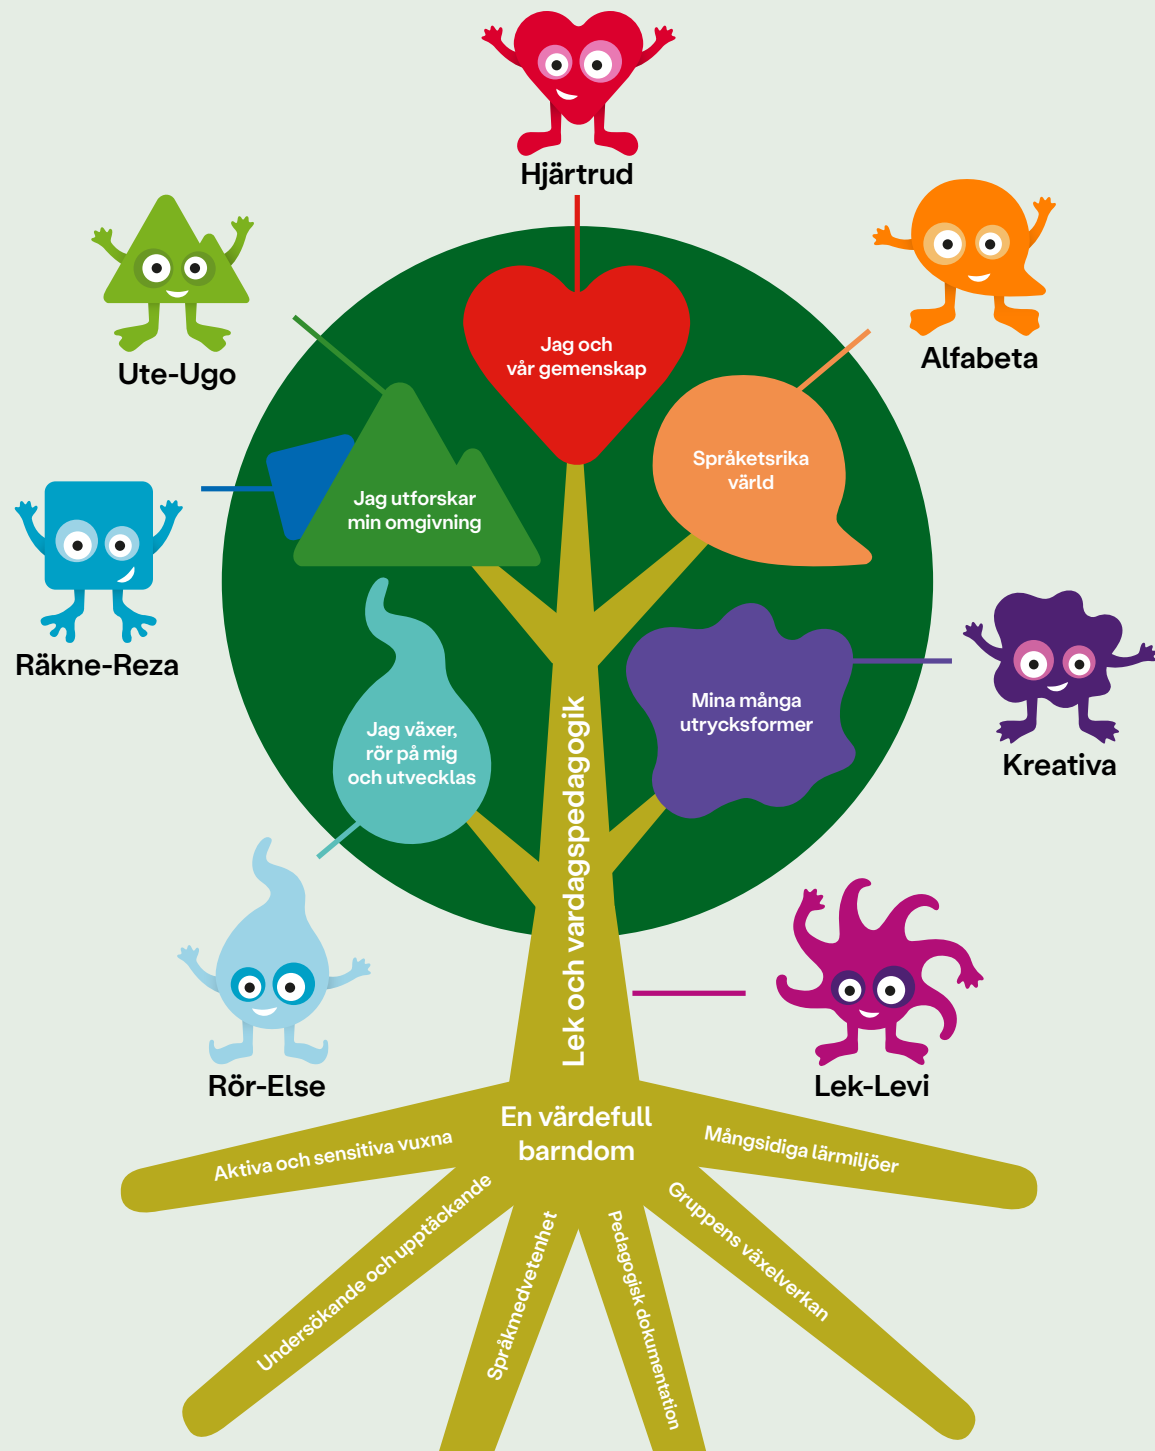 Hjärtrud
Ute-Ugo
Alfabeta
Jag och
vår gemenskap
Språketsrika
värld
Jag utforskar
min omgivning
Räkne-Reza
Mina många
utrycksformer
Kreativa
Jag växer,
rör på mig
och utvecklas
Lek och vardagspedagogik
Rör-Else
Lek-Levi
En värdefull
barndom
Aktiva och sensitiva vuxna
Undersökande och upptäckande
Språkmedvetenhet
Pedagogisk dokumentation
Gruppens växelverkan
Mångsidiga lärmiljöer